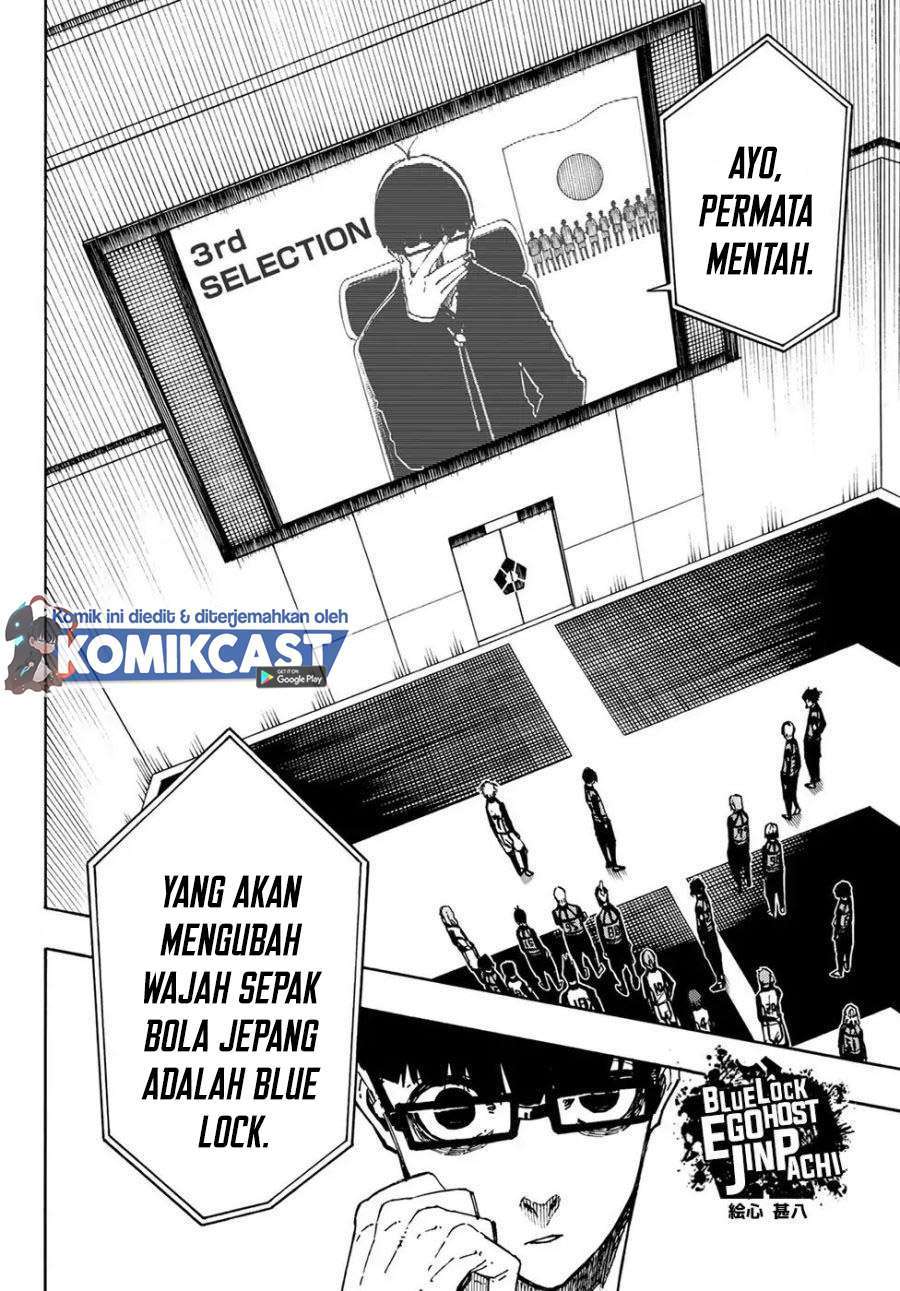 AYO,
PERMATA
MENTAH.
3rd
SELECTION
Komik ini diedit & diterjemahkan oleh
KOMIKCAST
GET IT ON
Google Play
YANG AKAN
MENGUBAH
WAJAH SEPAK
BOLA JEPANG
ADALAH BLUE
LOCK.
BLUELOCK
EGOHOST
JINPACHI
絵心 甚八